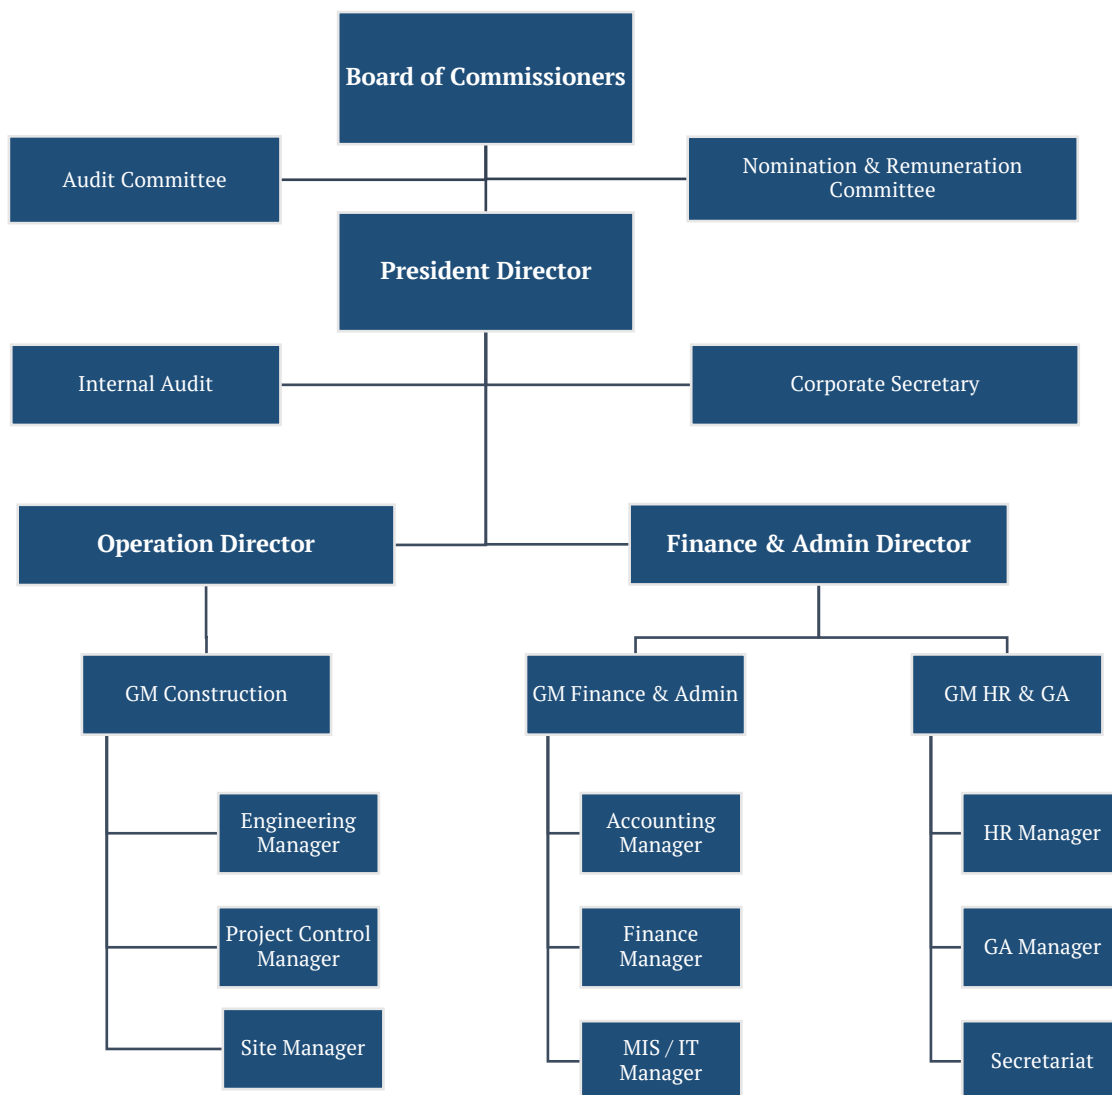 Board of Commissioners
Audit Committee
Nomination & Remuneration
Committee
President Director
Internal Audit
Corporate Secretary
Operation Director
Finance & Admin Director
GM Construction
GM Finance & Admin
GM HR & GA
Engineering
Manager
Accounting
Manager
HR Manager
Project Control
Manager
Finance
Manager
GA Manager
Site Manager
MIS / IT
Manager
Secretariat